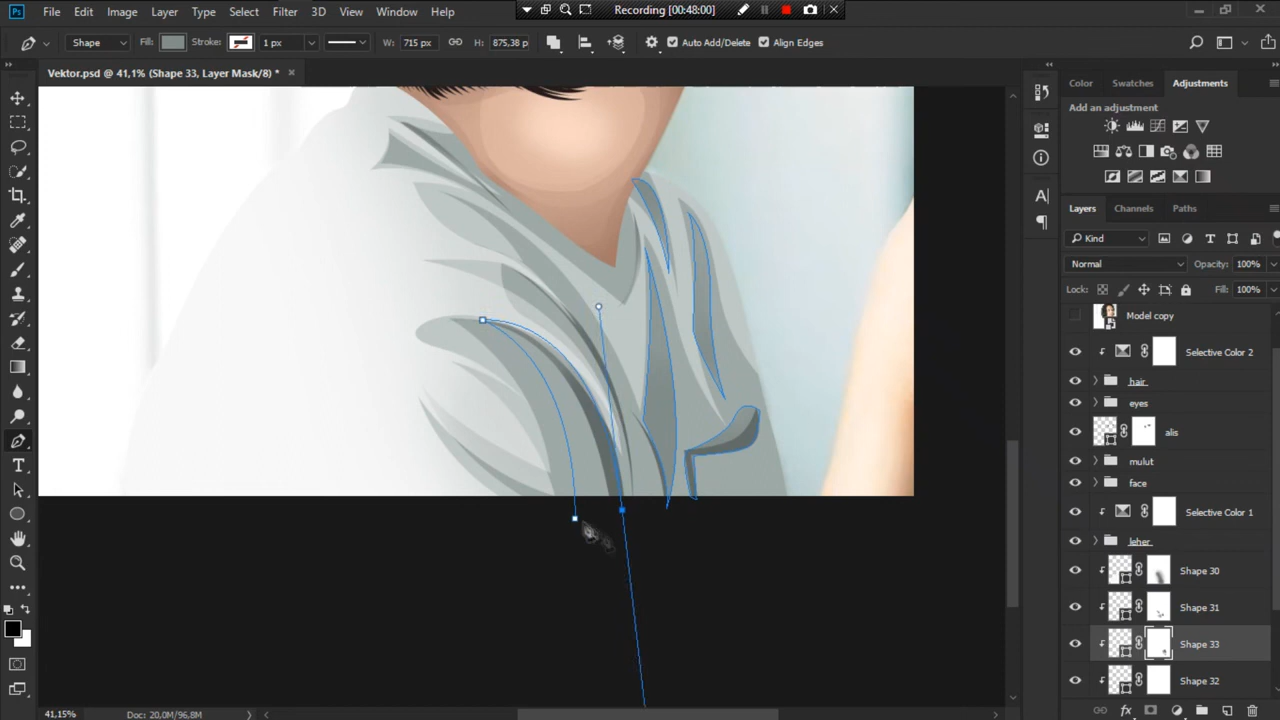 Ps File Edit Image Layer Type Select Filter 3D View Window Help
Recording [00:48:00]
Shape Fill: Stroke: 1 px W: 715 px H: 875,38 p Auto Add/Delete Align Edges
Vektor.psd @ 41,1% (Shape 33, Layer Mask/8) *
Color Swatches Adjustments
Add an adjustment
Layers Channels Paths
Kind
Normal Opacity: 100%
Lock: Fill: 100%
Model copy
Selective Color 2
hair
eyes
alis
mulut
face
Selective Color 1
leher
Shape 30
Shape 31
Shape 33
Shape 32
41,15% Doc: 20,0M/96,8M